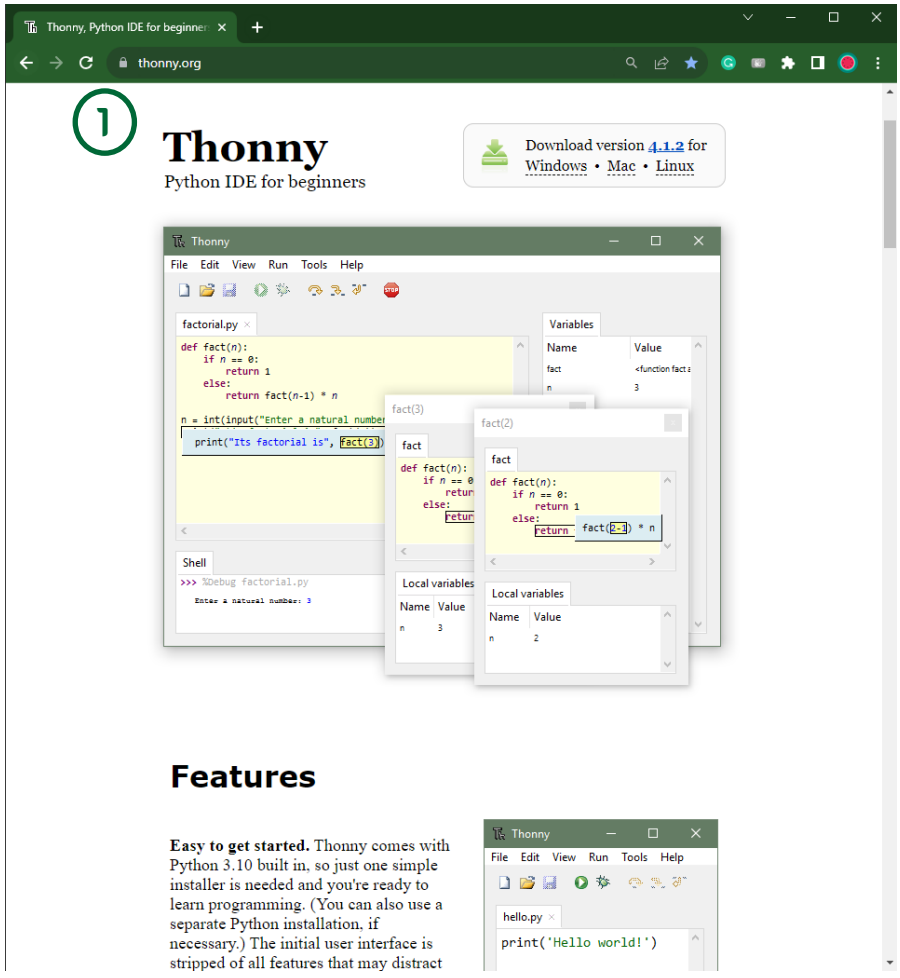 Thonny, Python IDE for beginner
thonny.org
1
Thonny
Python IDE for beginners
Download version 4.1.2 for
Windows • Mac • Linux
Thonny
File Edit View Run Tools Help
STOP
factorial.py
def fact(n):
if n == 0:
return 1
else:
return fact(n-1) * n
n = int(input("Enter a natural number
print("Its factorial is", fact(3))
Shell
>>> %Debug factorial.py
Enter a natural number: 3
Variables
Name Value
fact <function fact a
n 3
fact(3)
fact
def fact(n):
if n == 0
retur
else:
retur
Local variables
Name Value
n 3
fact(2)
fact
def fact(n):
if n == 0:
return 1
else:
return fact(2-1) * n
Local variables
Name Value
n 2
Features
Easy to get started. Thonny comes with
Python 3.10 built in, so just one simple
installer is needed and you're ready to
learn programming. (You can also use a
separate Python installation, if
necessary.) The initial user interface is
stripped of all features that may distract
Thonny
File Edit View Run Tools Help
hello.py
print('Hello world!')